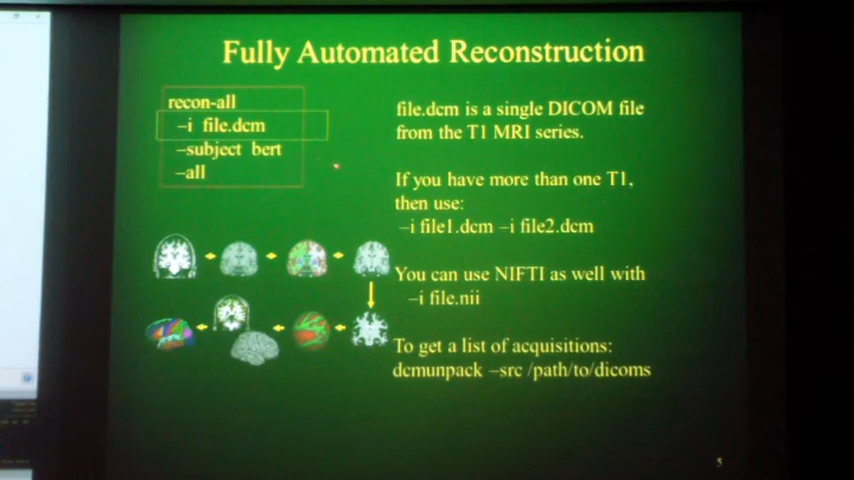 Fully Automated Reconstruction
recon-all
–i file.dcm
–subject bert
–all
file.dcm is a single DICOM file
from the T1 MRI series.
If you have more than one T1,
then use:
–i file1.dcm –i file2.dcm
You can use NIFTI as well with
–i file.nii
To get a list of acquisitions:
dcmunpack –src /path/to/dicoms
5